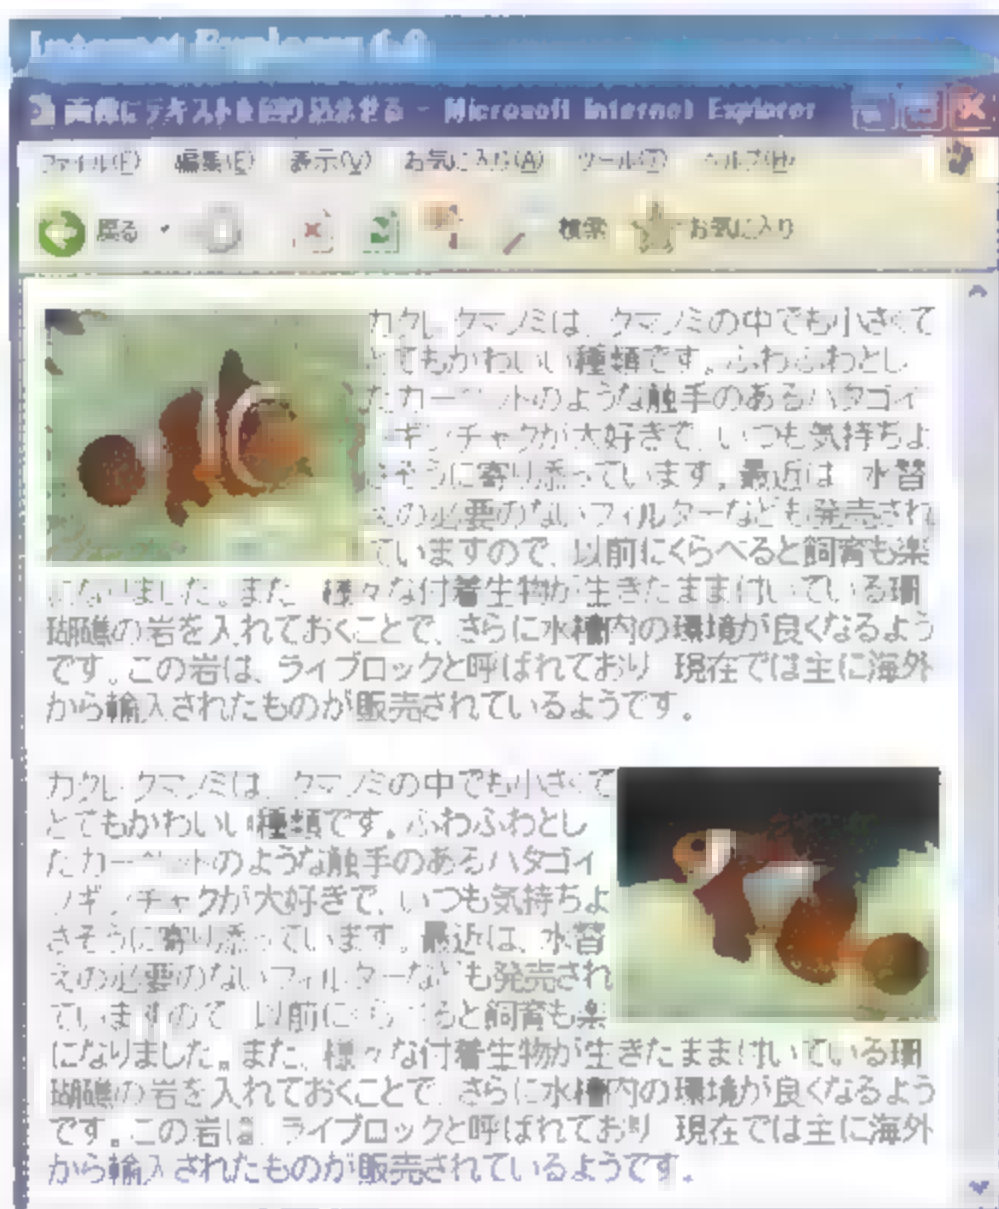 Internet Explorer 6.0
画像にテキストを回り込ませる - Microsoft Internet Explorer
ファイル(F) 編集(E) 表示(V) お気に入り(A) ツール(T) ヘルプ(H)
戻る 検索 お気に入り
カクレクマノミは、クマノミの中でも小さくて
とてもかわいい種類です。ふわふわとし
たカーペットのような触手のあるハタゴイ
ソギンチャクが大好きで、いつも気持ちよ
さそうに寄り添っています。最近は、水替
えの必要のないフィルターなども発売され
ていますので、以前にくらべると飼育も楽
になりました。また、様々な付着生物が生きたまま付いている珊
瑚礁の岩を入れておくことで、さらに水槽内の環境が良くなるよう
です。この岩は、ライブロックと呼ばれており、現在では主に海外
から輸入されたものが販売されているようです。
カクレクマノミは、クマノミの中でも小さくて
とてもかわいい種類です。ふわふわとし
たカーペットのような触手のあるハタゴイ
ソギンチャクが大好きで、いつも気持ちよ
さそうに寄り添っています。最近は、水替
えの必要のないフィルターなども発売され
ていますので、以前にくらべると飼育も楽
になりました。また、様々な付着生物が生きたまま付いている珊
瑚礁の岩を入れておくことで、さらに水槽内の環境が良くなるよう
です。この岩は、ライブロックと呼ばれており、現在では主に海外
から輸入されたものが販売されているようです。